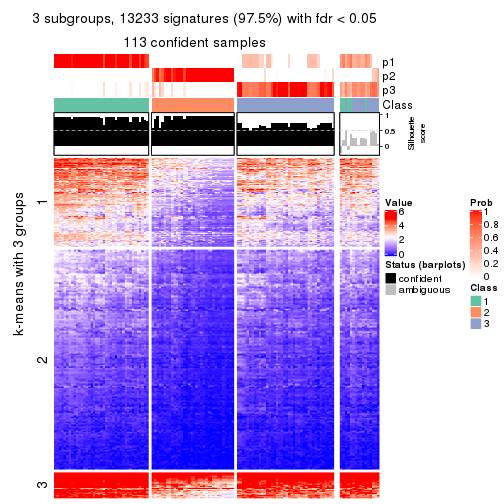 3 subgroups, 13233 signatures (97.5%) with fdr < 0.05
113 confident samples
p1
p2
p3
Class
1
0.5
0
Silhouette
score
k-means with 3 groups
1
2
3
Value
6
4
2
0
Status (barplots)
confident
ambiguous
Prob
1
0.8
0.6
0.4
0.2
0
Class
1
2
3